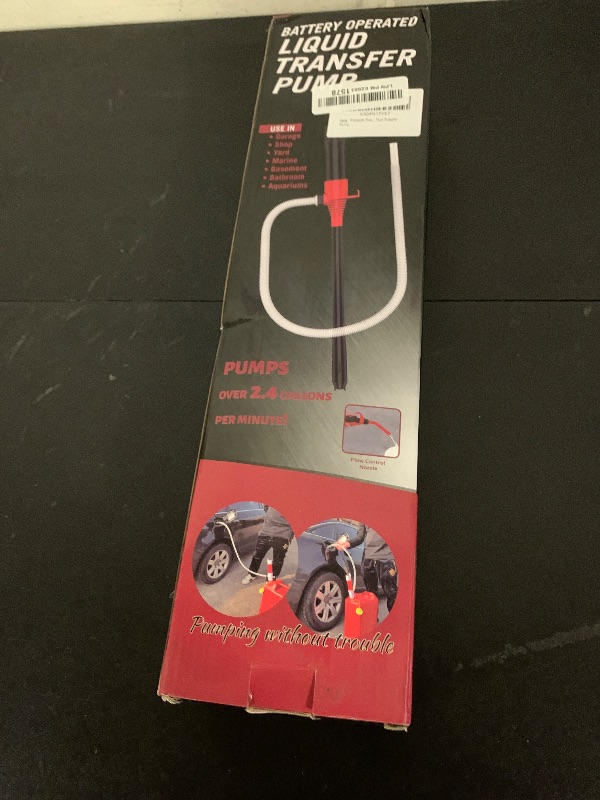 BATTERY OPERATED
LIQUID
TRANSFER
PUMP
USE IN
• Garage
• Shop
• Yard
• Marine
• Basement
• Bathroom
• Aquariums
PUMPS
OVER 2.4 GALLONS
PER MINUTE!
Flow Control
Nozzle
Pumping without trouble